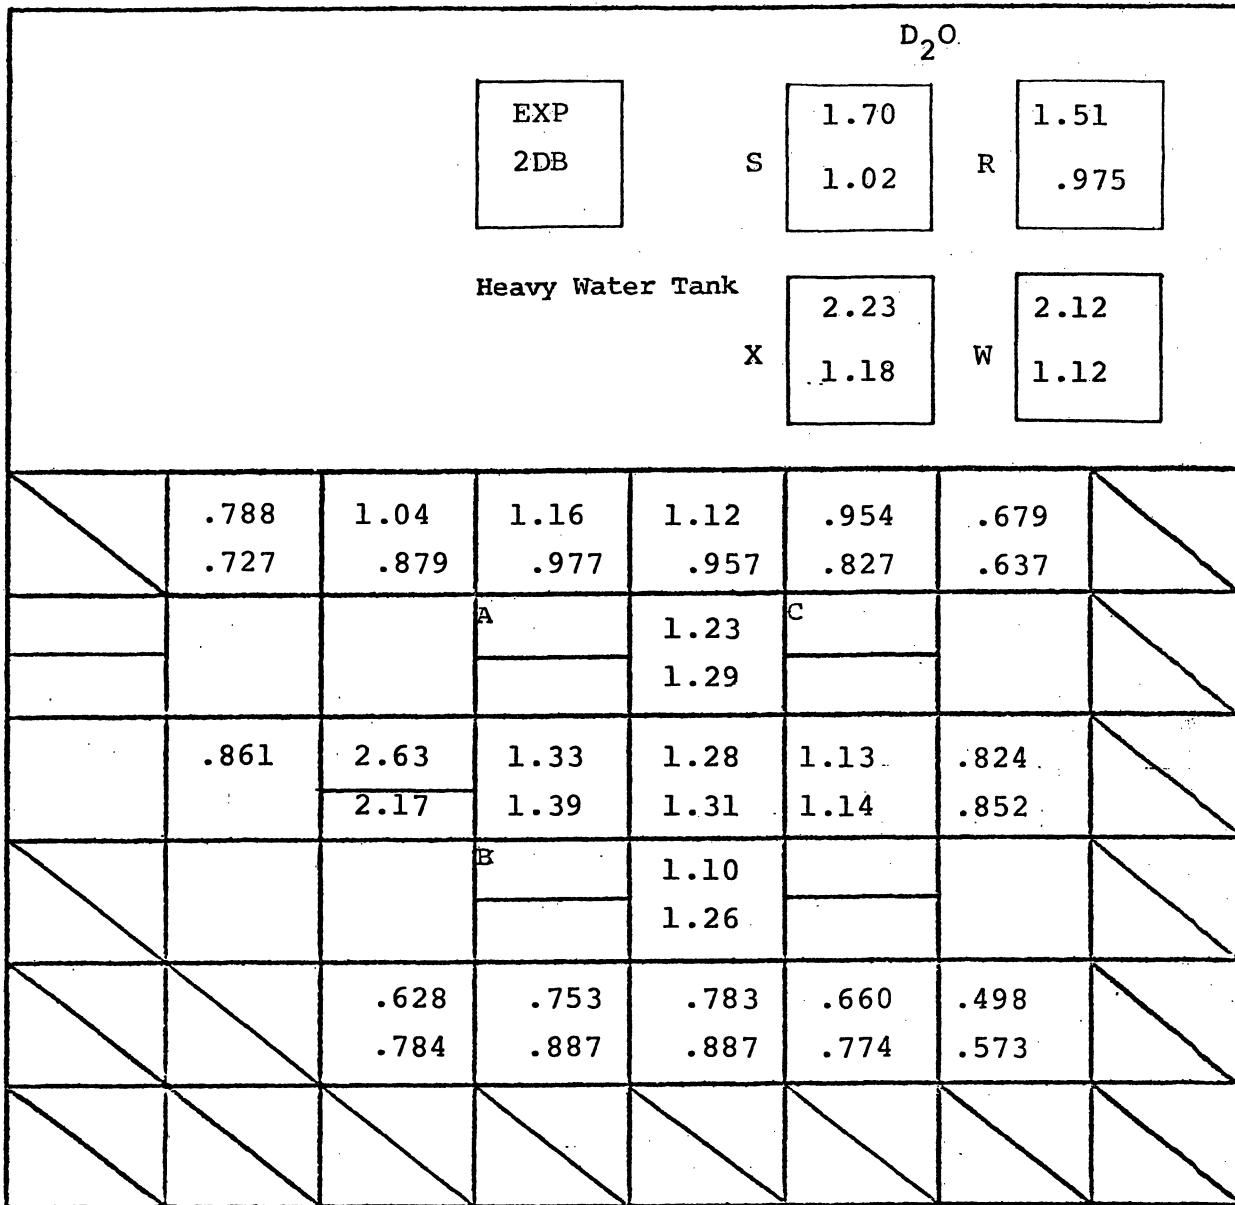 D2O
EXP 1.70 1.51
2DB S 1.02 R .975
Heavy Water Tank
2.23 2.12
X 1.18 W 1.12
.788 1.04 1.16 1.12 .954 .679
.727 .879 .977 .957 .827 .637
A 1.23 C
1.29
.861 2.63 1.33 1.28 1.13 .824
2.17 1.39 1.31 1.14 .852
B 1.10
1.26
.628 .753 .783 .660 .498
.784 .887 .887 .774 .573